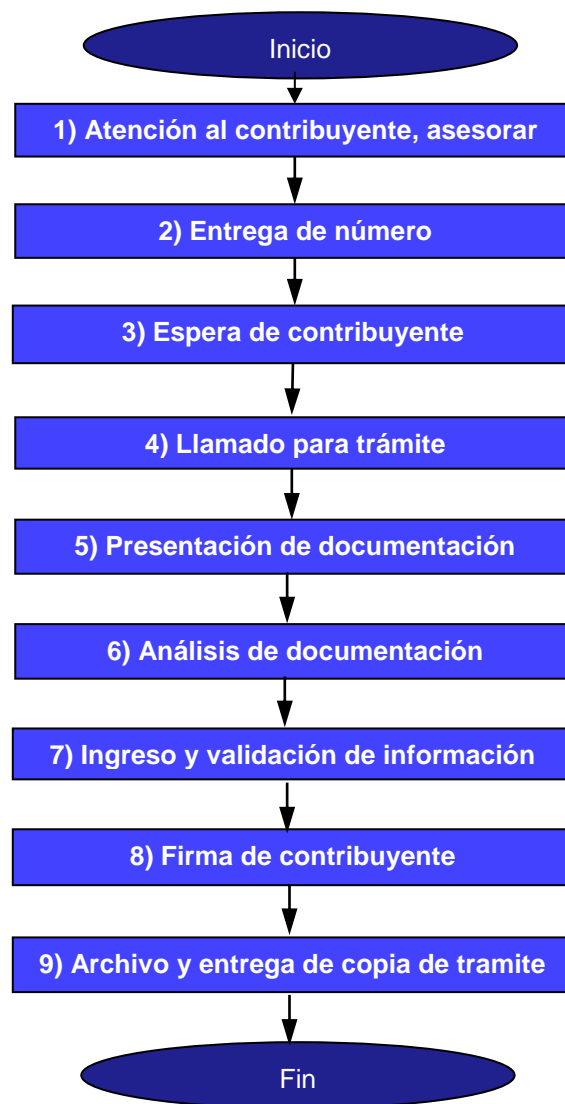 Inicio
1) Atención al contribuyente, asesorar
2) Entrega de número
3) Espera de contribuyente
4) Llamado para trámite
5) Presentación de documentación
6) Análisis de documentación
7) Ingreso y validación de información
8) Firma de contribuyente
9) Archivo y entrega de copia de tramite
Fin